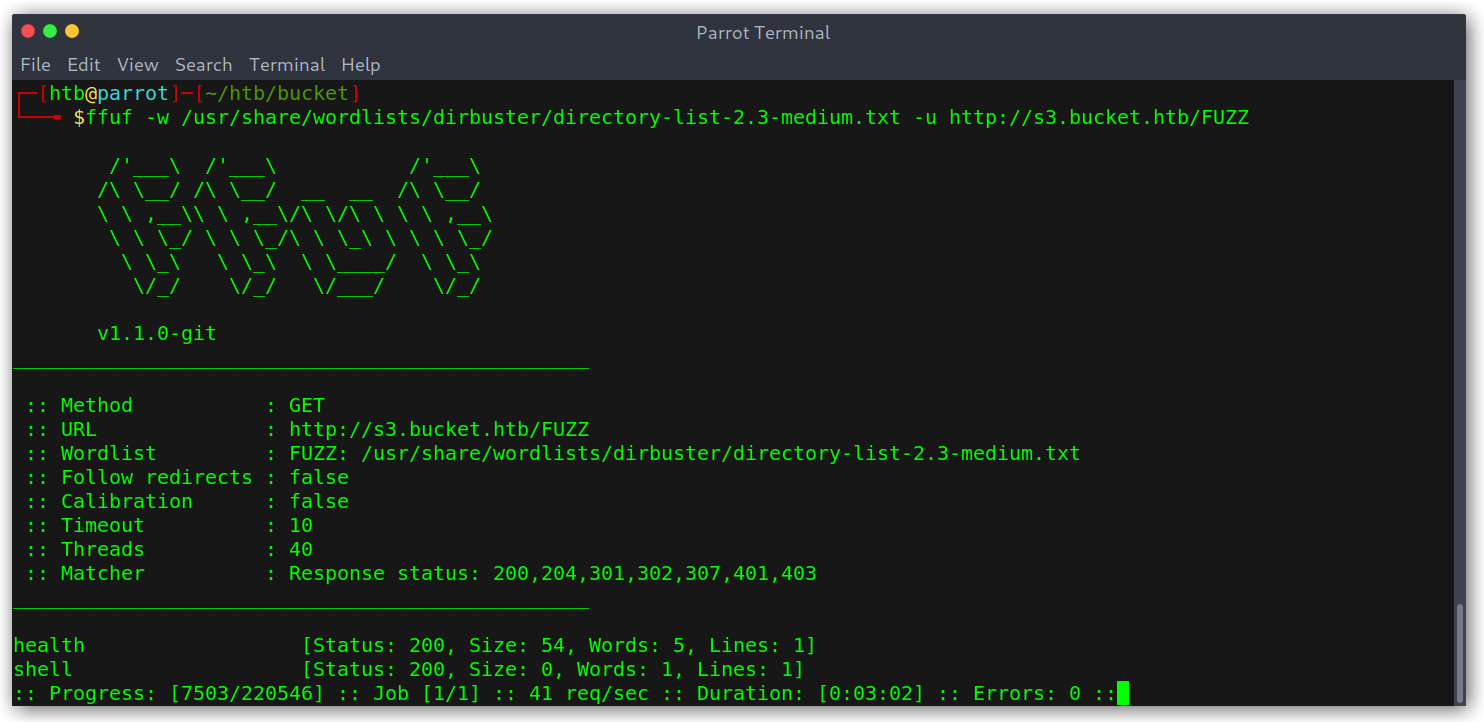 Parrot Terminal
File Edit View Search Terminal Help
┌─[htb@parrot]─[~/htb/bucket]
└──╼ $ffuf -w /usr/share/wordlists/dirbuster/directory-list-2.3-medium.txt -u http://s3.bucket.htb/FUZZ
        /'___\  /'___\           /'___\
       /\ \__/ /\ \__/  __  __  /\ \__/
       \ \ ,__\\ \ ,__\/\ \/\ \ \ \ ,__\
        \ \ \_/ \ \ \_/\ \ \_\ \ \ \ \_/
         \ \_\   \ \_\  \ \____/  \ \_\
          \/_/    \/_/   \/___/    \/_/
v1.1.0-git
________________________________________________
:: Method           : GET
:: URL              : http://s3.bucket.htb/FUZZ
:: Wordlist         : FUZZ: /usr/share/wordlists/dirbuster/directory-list-2.3-medium.txt
:: Follow redirects : false
:: Calibration      : false
:: Timeout          : 10
:: Threads          : 40
:: Matcher          : Response status: 200,204,301,302,307,401,403
________________________________________________
health                  [Status: 200, Size: 54, Words: 5, Lines: 1]
shell                   [Status: 200, Size: 0, Words: 1, Lines: 1]
:: Progress: [7503/220546] :: Job [1/1] :: 41 req/sec :: Duration: [0:03:02] :: Errors: 0 ::